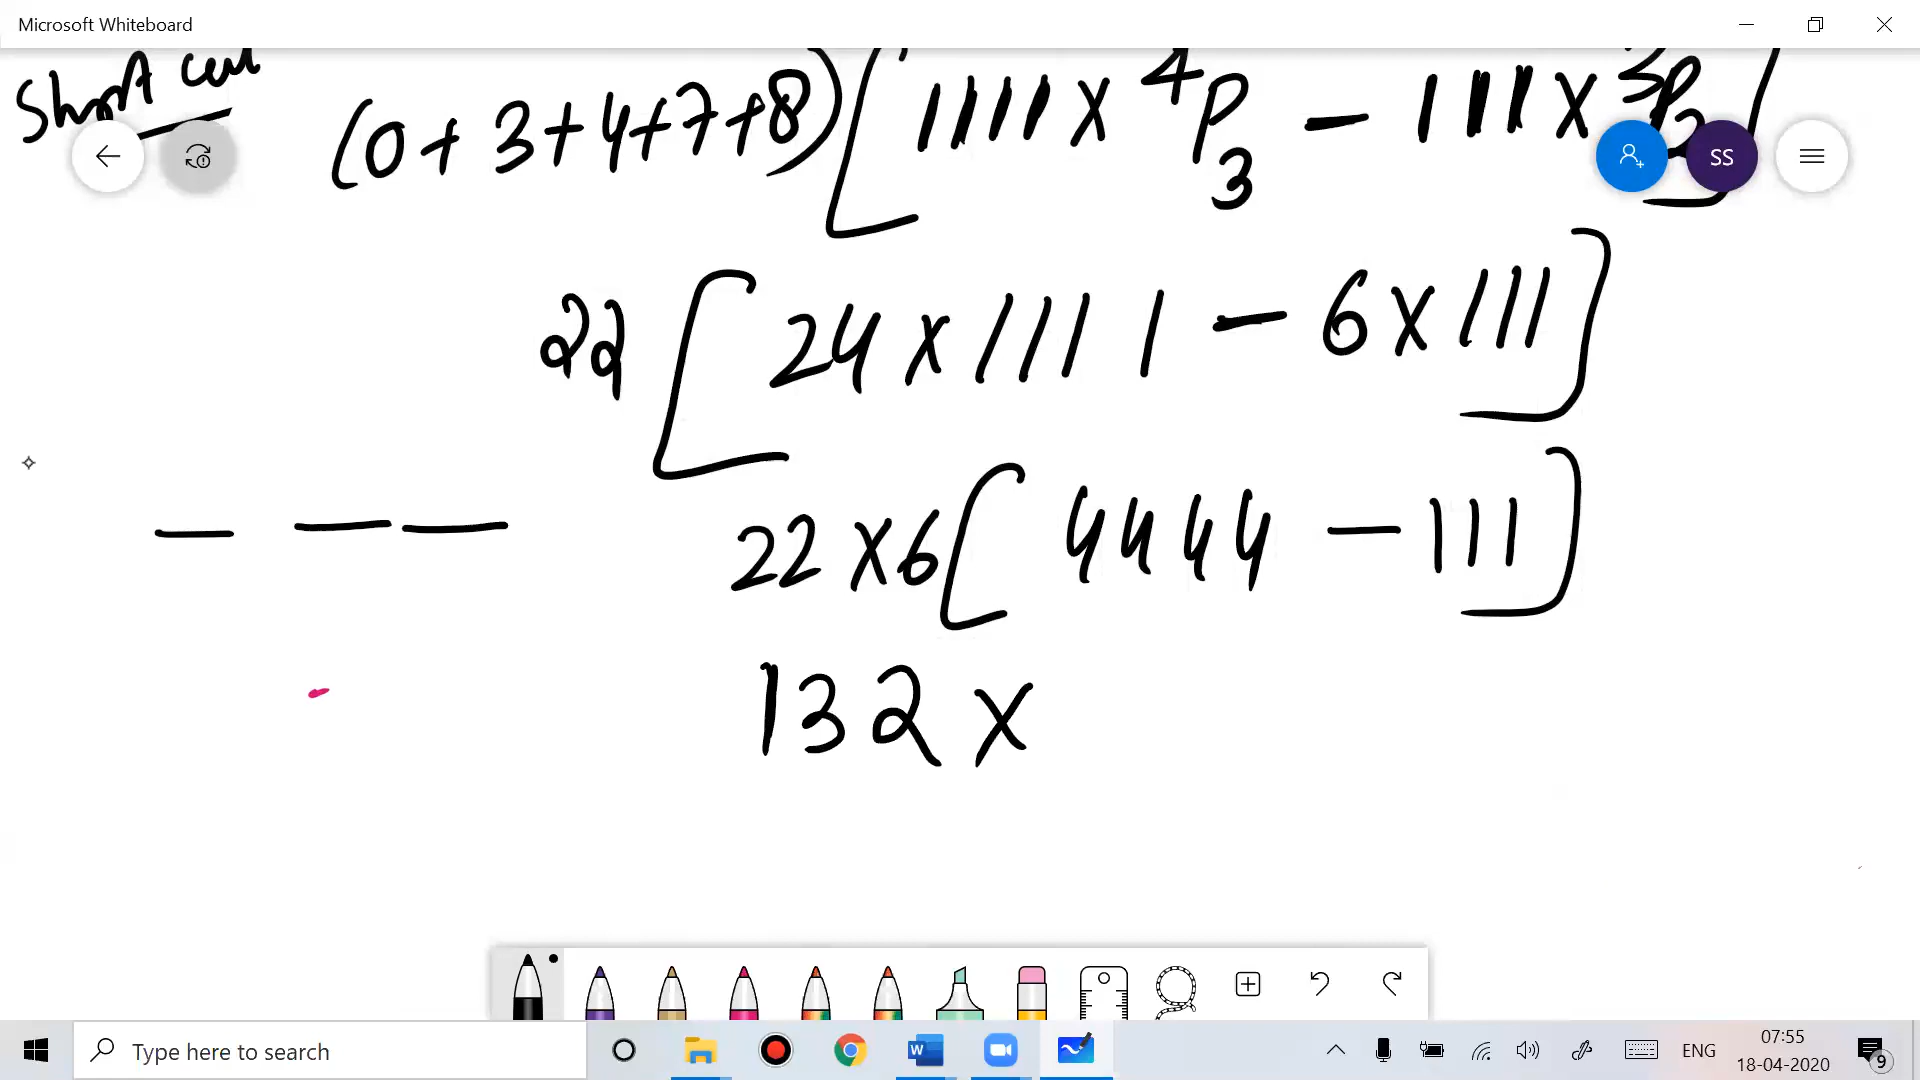 Microsoft Whiteboard
Short cut
(0+3+4+7+8)[1111 x ⁴P₃ - 111 x ³P₂]
SS
22[24 x 1111 - 6 x 111]
22 x 6[4444 - 111]
132 x
Type here to search
ENG
07:55
18-04-2020
9